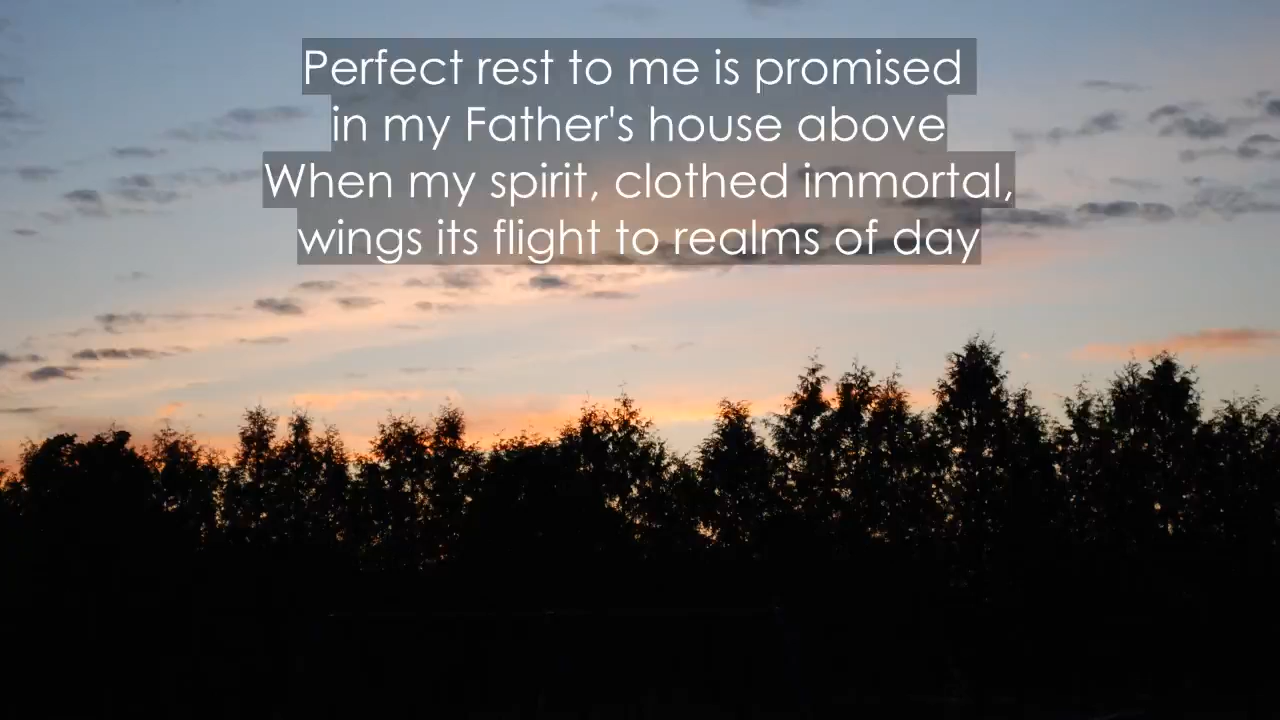 Perfect rest to me is promised
in my Father's house above
When my spirit, clothed immortal,
wings its flight to realms of day